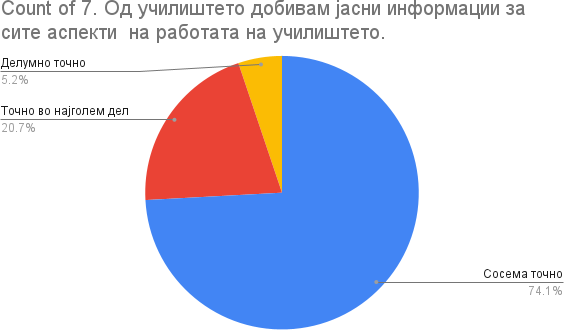 Count of 7. Од училиштето добивам јасни информации за
сите аспекти  на работата на училиштето.
Делумно точно
5.2%
Точно во најголем дел
20.7%
Сосема точно
74.1%